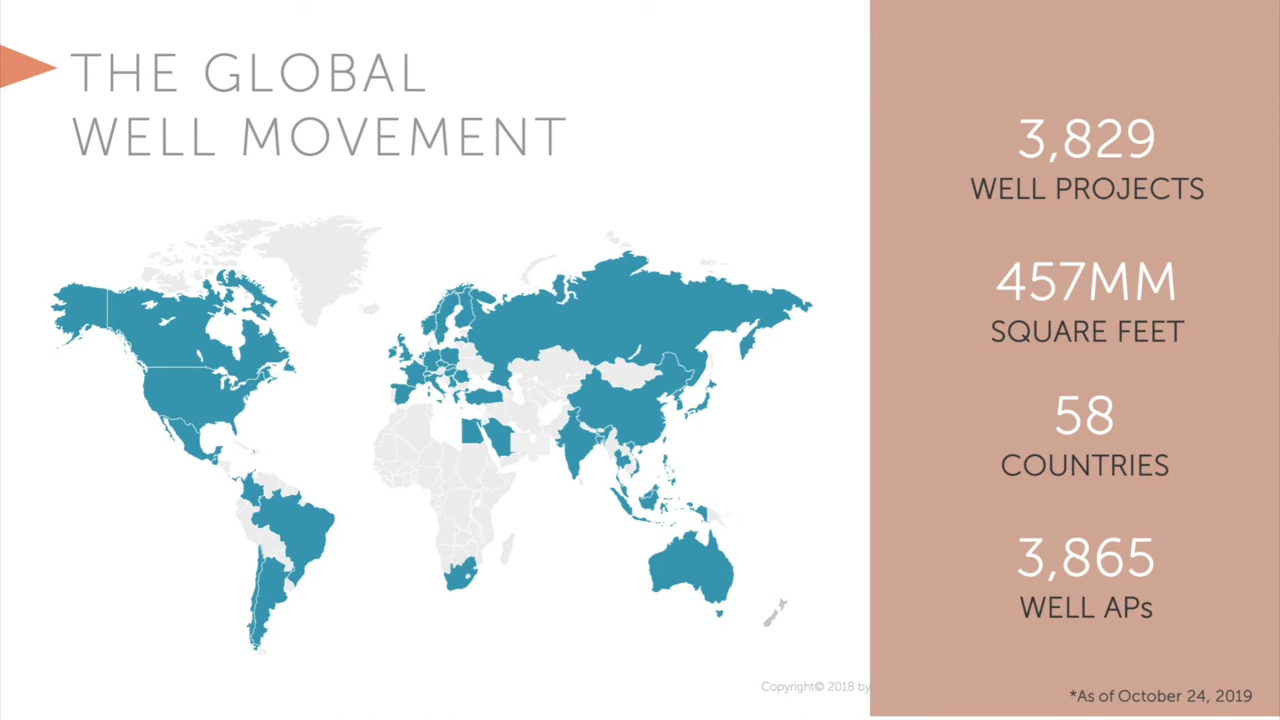 THE GLOBAL
WELL MOVEMENT
3,829
WELL PROJECTS
457MM
SQUARE FEET
58
COUNTRIES
3,865
WELL APs
Copyright© 2018 by
*As of October 24, 2019